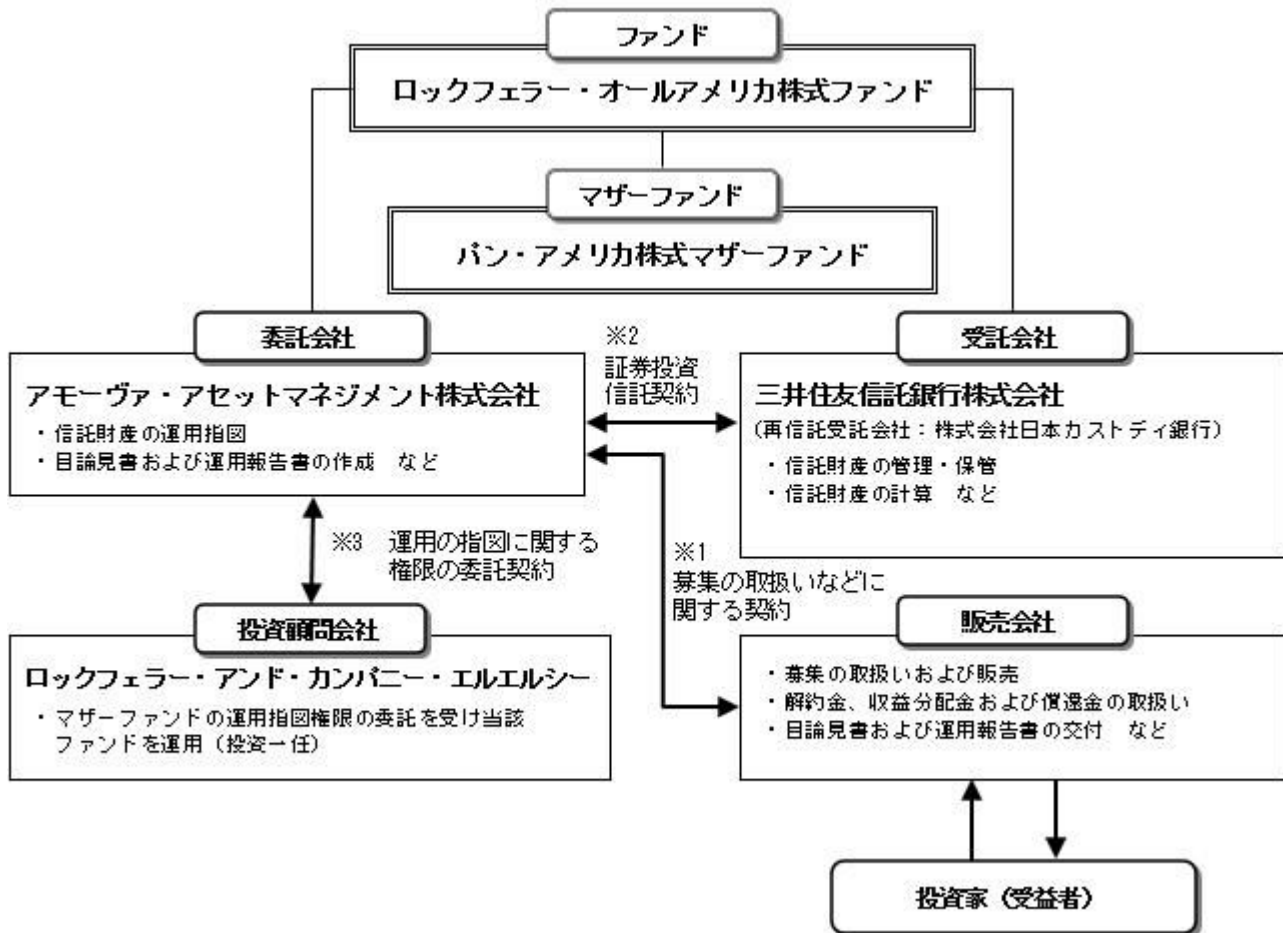 ファンド
ロックフェラー・オールアメリカ株式ファンド
マザーファンド
パン・アメリカ株式マザーファンド
委託会社
アモーヴァ・アセットマネジメント株式会社
・信託財産の運用指図
・目論見書および運用報告書の作成　など
※2
証券投資
信託契約
受託会社
三井住友信託銀行株式会社
(再信託受託会社：株式会社日本カストディ銀行)
・信託財産の管理・保管
・信託財産の計算　など
※3　運用の指図に関する
権限の委託契約
※1
募集の取扱いなどに
関する契約
投資顧問会社
ロックフェラー・アンド・カンパニー・エルエルシー
・マザーファンドの運用指図権限の委託を受け当該
ファンドを運用（投資一任）
販売会社
・募集の取扱いおよび販売
・解約金、収益分配金および償還金の取扱い
・目論見書および運用報告書の交付　など
投資家（受益者）